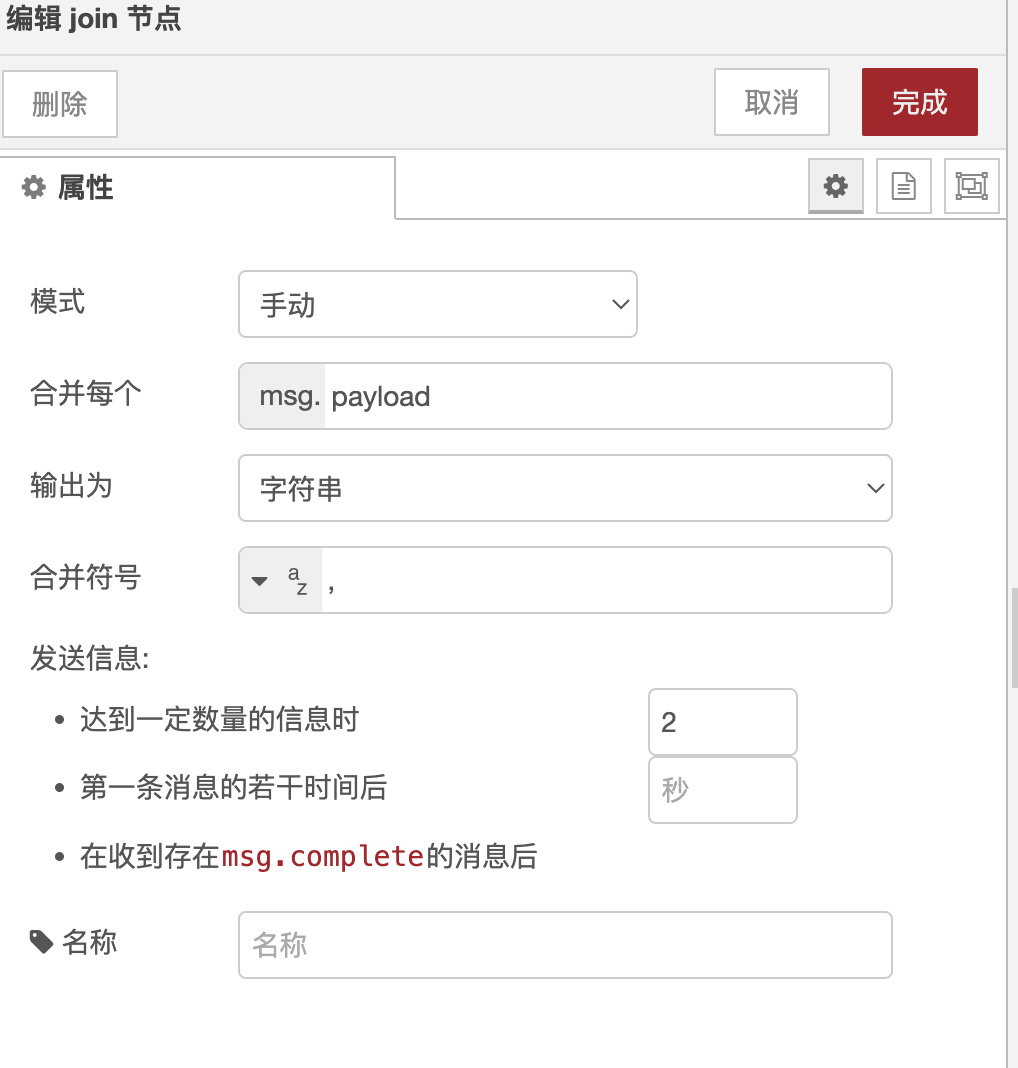 编辑 join 节点
删除
取消
完成
属性
模式
手动
合并每个
msg. payload
输出为
字符串
合并符号
az ,
发送信息:
• 达到一定数量的信息时
2
• 第一条消息的若干时间后
秒
• 在收到存在msg.complete的消息后
名称
名称